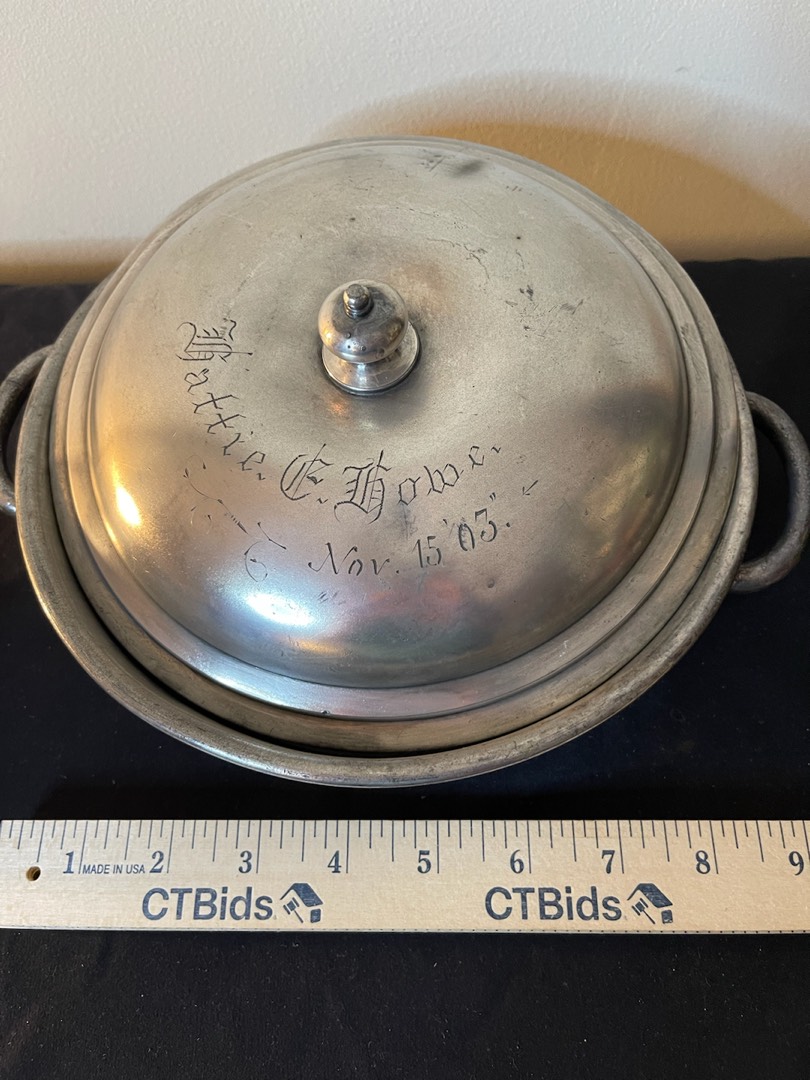 Hattie. E. Howe.
Nov. 15 '03".
1 MADE IN USA 2 3 4 5 6 7 8 9
CTBids CTBids